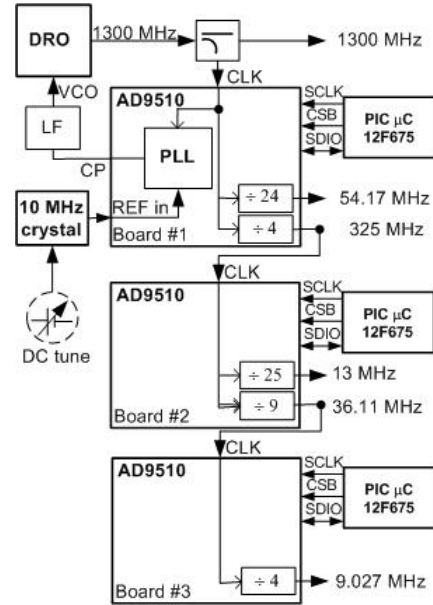 DRO
1300 MHz
1300 MHz
CLK
VCO
AD9510
SCLK
CSB
SDIO
PIC µC
12F675
LF
CP
PLL
10 MHz
crystal
REF in
÷ 24
54.17 MHz
÷ 4
325 MHz
Board #1
DC tune
CLK
AD9510
SCLK
CSB
SDIO
PIC µC
12F675
÷ 25
13 MHz
÷ 9
36.11 MHz
Board #2
CLK
AD9510
SCLK
CSB
SDIO
PIC µC
12F675
÷ 4
9.027 MHz
Board #3